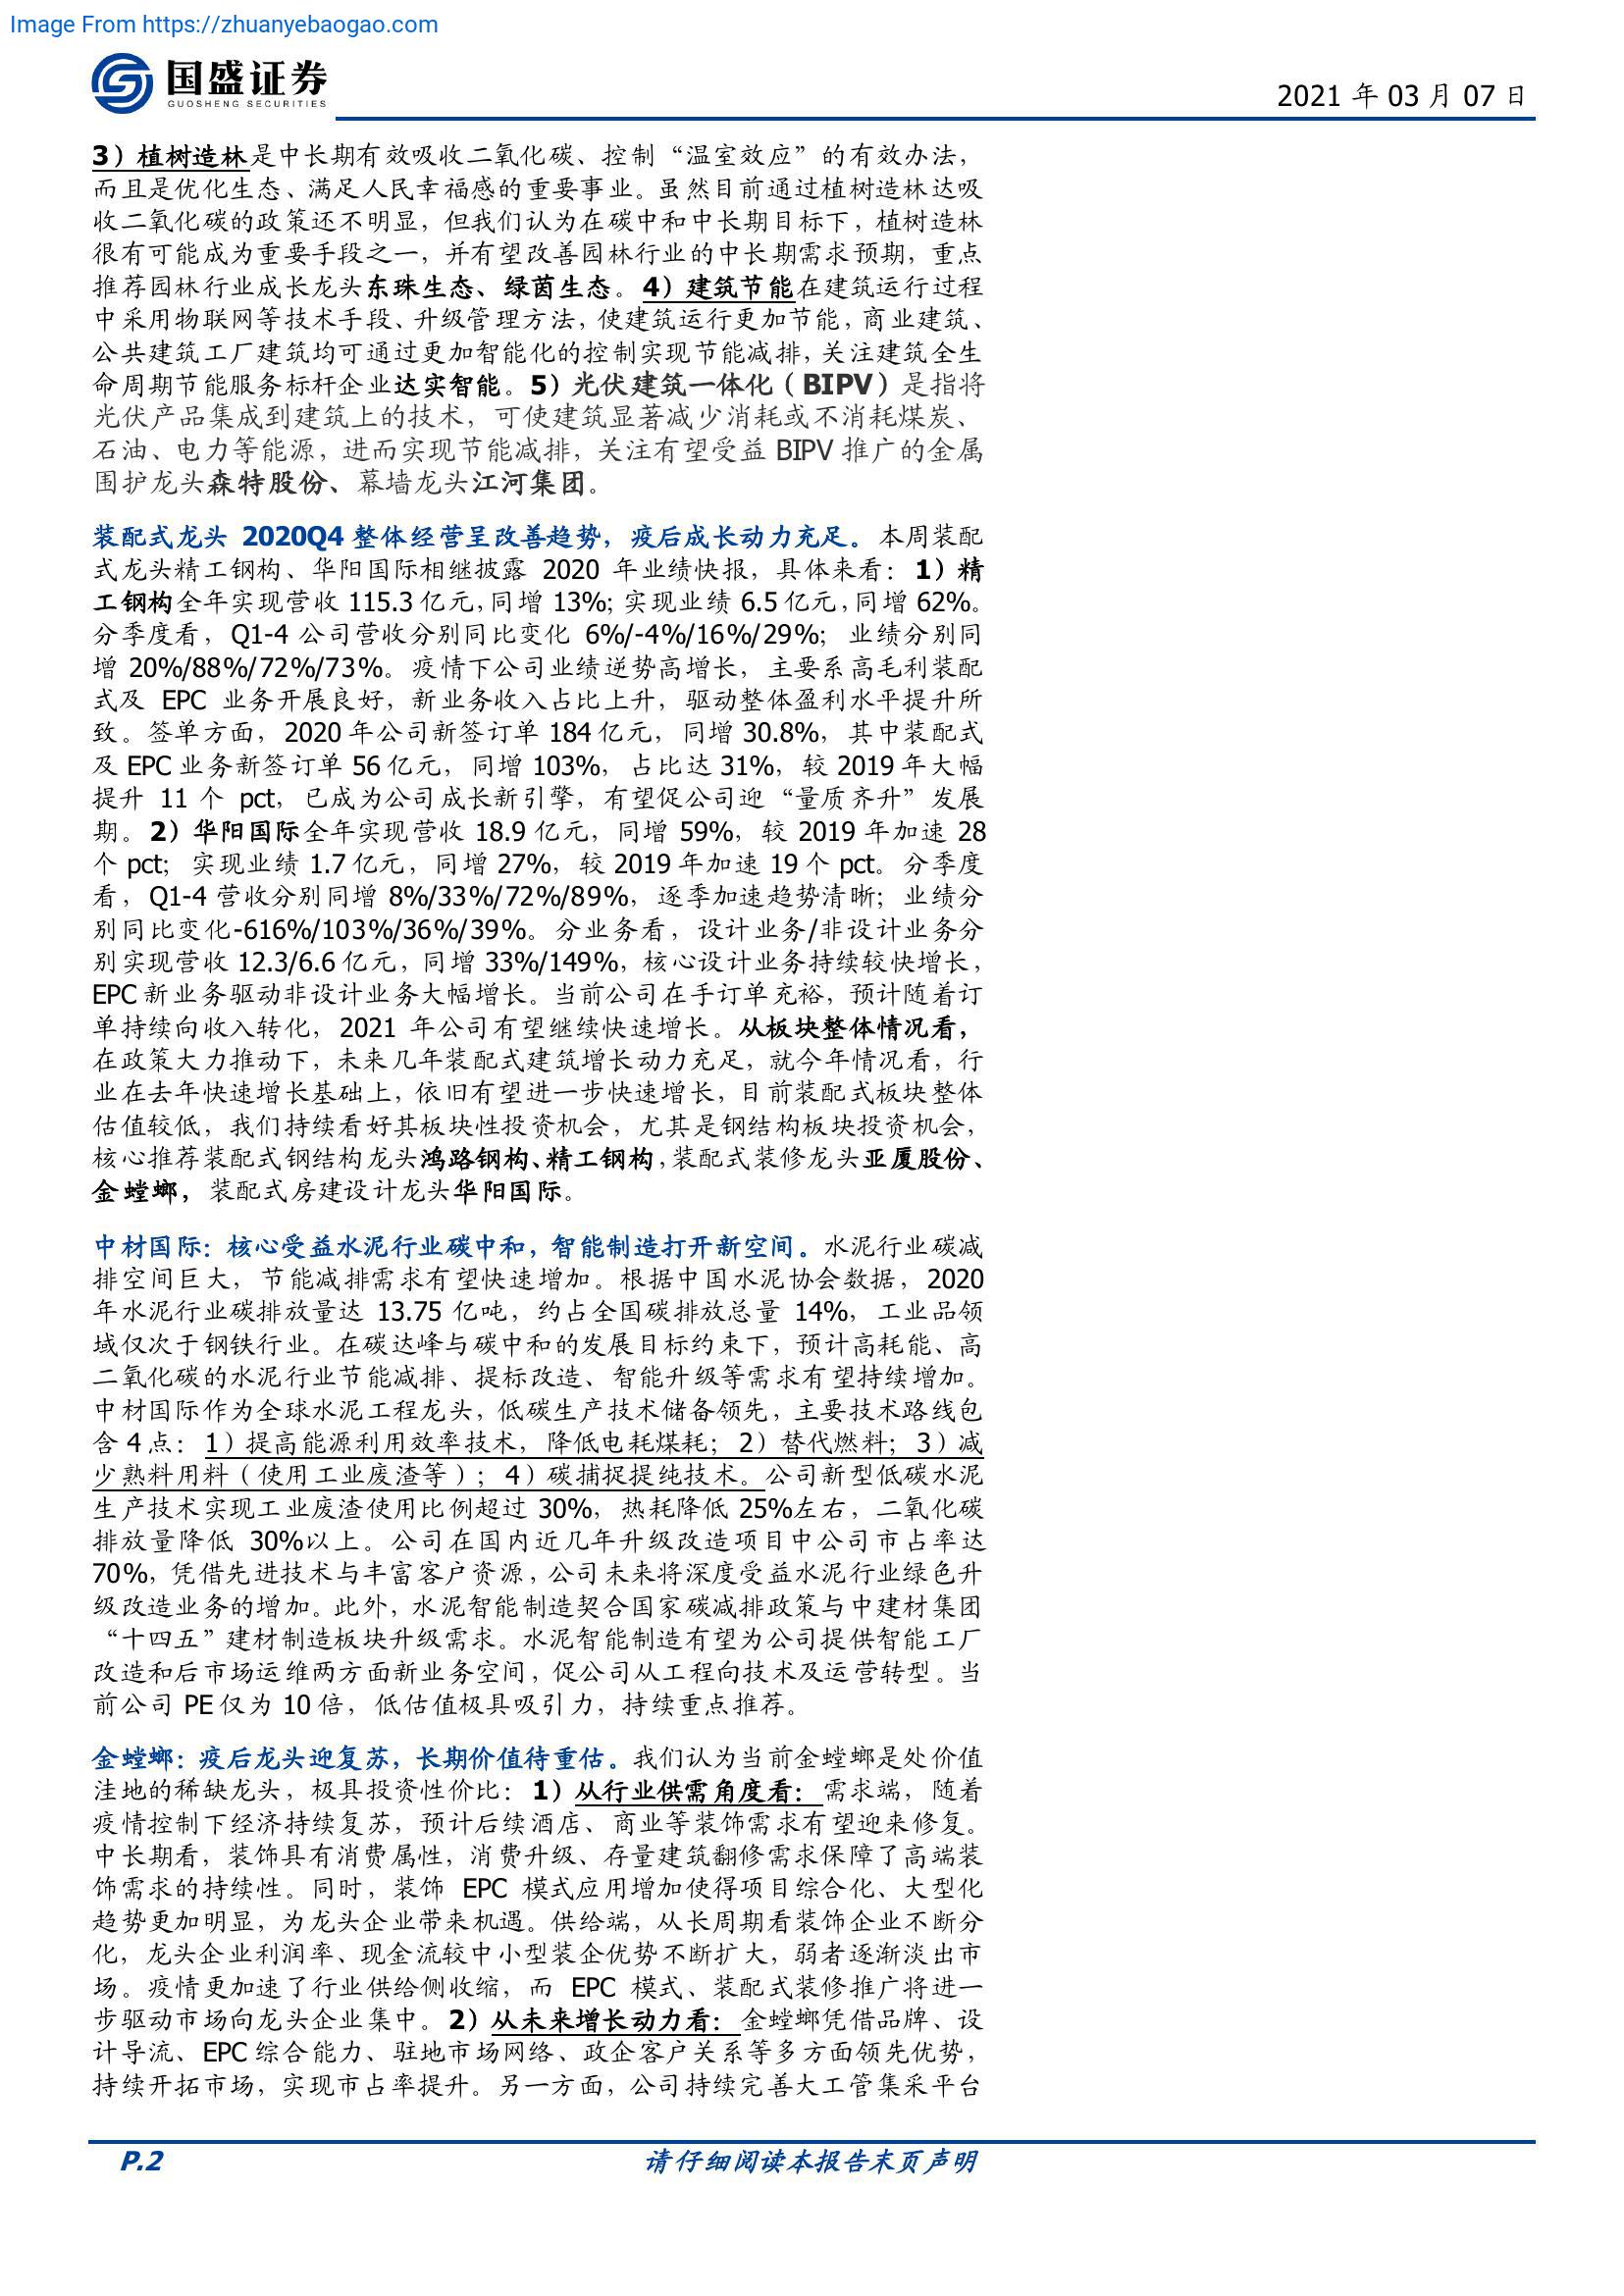 Image From https://zhuanyebaogao.com
国盛证券
GUOSHENG SECURITIES
2021 年 03 月 07 日
3）植树造林是中长期有效吸收二氧化碳、控制“温室效应”的有效办法，
而且是优化生态、满足人民幸福感的重要事业。虽然目前通过植树造林达吸
收二氧化碳的政策还不明显，但我们认为在碳中和中长期目标下，植树造林
很有可能成为重要手段之一，并有望改善园林行业的中长期需求预期，重点
推荐园林行业成长龙头东珠生态、绿茵生态。4）建筑节能在建筑运行过程
中采用物联网等技术手段、升级管理方法，使建筑运行更加节能，商业建筑、
公共建筑工厂建筑均可通过更加智能化的控制实现节能减排，关注建筑全生
命周期节能服务标杆企业达实智能。5）光伏建筑一体化（BIPV）是指将
光伏产品集成到建筑上的技术，可使建筑显著减少消耗或不消耗煤炭、
石油、电力等能源，进而实现节能减排，关注有望受益 BIPV 推广的金属
围护龙头森特股份、幕墙龙头江河集团。
装配式龙头 2020Q4 整体经营呈改善趋势，疫后成长动力充足。本周装配
式龙头精工钢构、华阳国际相继披露 2020 年业绩快报，具体来看：1）精
工钢构全年实现营收 115.3 亿元，同增 13%；实现业绩 6.5 亿元，同增 62%。
分季度看，Q1-4 公司营收分别同比变化 6%/-4%/16%/29%；业绩分别同
增 20%/88%/72%/73%。疫情下公司业绩逆势高增长，主要系高毛利装配
式及 EPC 业务开展良好，新业务收入占比上升，驱动整体盈利水平提升所
致。签单方面，2020 年公司新签订单 184 亿元，同增 30.8%，其中装配式
及 EPC 业务新签订单 56 亿元，同增 103%，占比达 31%，较 2019 年大幅
提升 11 个 pct，已成为公司成长新引擎，有望促公司迎“量质齐升”发展
期。2）华阳国际全年实现营收 18.9 亿元，同增 59%，较 2019 年加速 28
个 pct；实现业绩 1.7 亿元，同增 27%，较 2019 年加速 19 个 pct。分季度
看，Q1-4 营收分别同增 8%/33%/72%/89%，逐季加速趋势清晰；业绩分
别同比变化-616%/103%/36%/39%。分业务看，设计业务/非设计业务分
别实现营收 12.3/6.6 亿元，同增 33%/149%，核心设计业务持续较快增长，
EPC 新业务驱动非设计业务大幅增长。当前公司在手订单充裕，预计随着订
单持续向收入转化，2021 年公司有望继续快速增长。从板块整体情况看，
在政策大力推动下，未来几年装配式建筑增长动力充足，就今年情况看，行
业在去年快速增长基础上，依旧有望进一步快速增长，目前装配式板块整体
估值较低，我们持续看好其板块性投资机会，尤其是钢结构板块投资机会，
核心推荐装配式钢结构龙头鸿路钢构、精工钢构，装配式装修龙头亚厦股份、
金螳螂，装配式房建设计龙头华阳国际。
中材国际：核心受益水泥行业碳中和，智能制造打开新空间。水泥行业碳减
排空间巨大，节能减排需求有望快速增加。根据中国水泥协会数据，2020
年水泥行业碳排放量达 13.75 亿吨，约占全国碳排放总量 14%，工业品领
域仅次于钢铁行业。在碳达峰与碳中和的发展目标约束下，预计高耗能、高
二氧化碳的水泥行业节能减排、提标改造、智能升级等需求有望持续增加。
中材国际作为全球水泥工程龙头，低碳生产技术储备领先，主要技术路线包
含 4 点：1）提高能源利用效率技术，降低电耗煤耗；2）替代燃料；3）减
少熟料用料（使用工业废渣等）；4）碳捕捉提纯技术。公司新型低碳水泥
生产技术实现工业废渣使用比例超过 30%，热耗降低 25%左右，二氧化碳
排放量降低 30%以上。公司在国内近几年升级改造项目中公司市占率达
70%，凭借先进技术与丰富客户资源，公司未来将深度受益水泥行业绿色升
级改造业务的增加。此外，水泥智能制造契合国家碳减排政策与中建材集团
“十四五”建材制造板块升级需求。水泥智能制造有望为公司提供智能工厂
改造和后市场运维两方面新业务空间，促公司从工程向技术及运营转型。当
前公司 PE 仅为 10 倍，低估值极具吸引力，持续重点推荐。
金螳螂：疫后龙头迎复苏，长期价值待重估。我们认为当前金螳螂是处价值
洼地的稀缺龙头，极具投资性价比：1）从行业供需角度看：需求端，随着
疫情控制下经济持续复苏，预计后续酒店、商业等装饰需求有望迎来修复。
中长期看，装饰具有消费属性，消费升级、存量建筑翻修需求保障了高端装
饰需求的持续性。同时，装饰 EPC 模式应用增加使得项目综合化、大型化
趋势更加明显，为龙头企业带来机遇。供给端，从长周期看装饰企业不断分
化，龙头企业利润率、现金流较中小型装企优势不断扩大，弱者逐渐淡出市
场。疫情更加速了行业供给侧收缩，而 EPC 模式、装配式装修推广将进一
步驱动市场向龙头企业集中。2）从未来增长动力看：金螳螂凭借品牌、设
计导流、EPC 综合能力、驻地市场网络、政企客户关系等多方面领先优势，
持续开拓市场，实现市占率提升。另一方面，公司持续完善大工管集采平台
P.2
请仔细阅读本报告末页声明